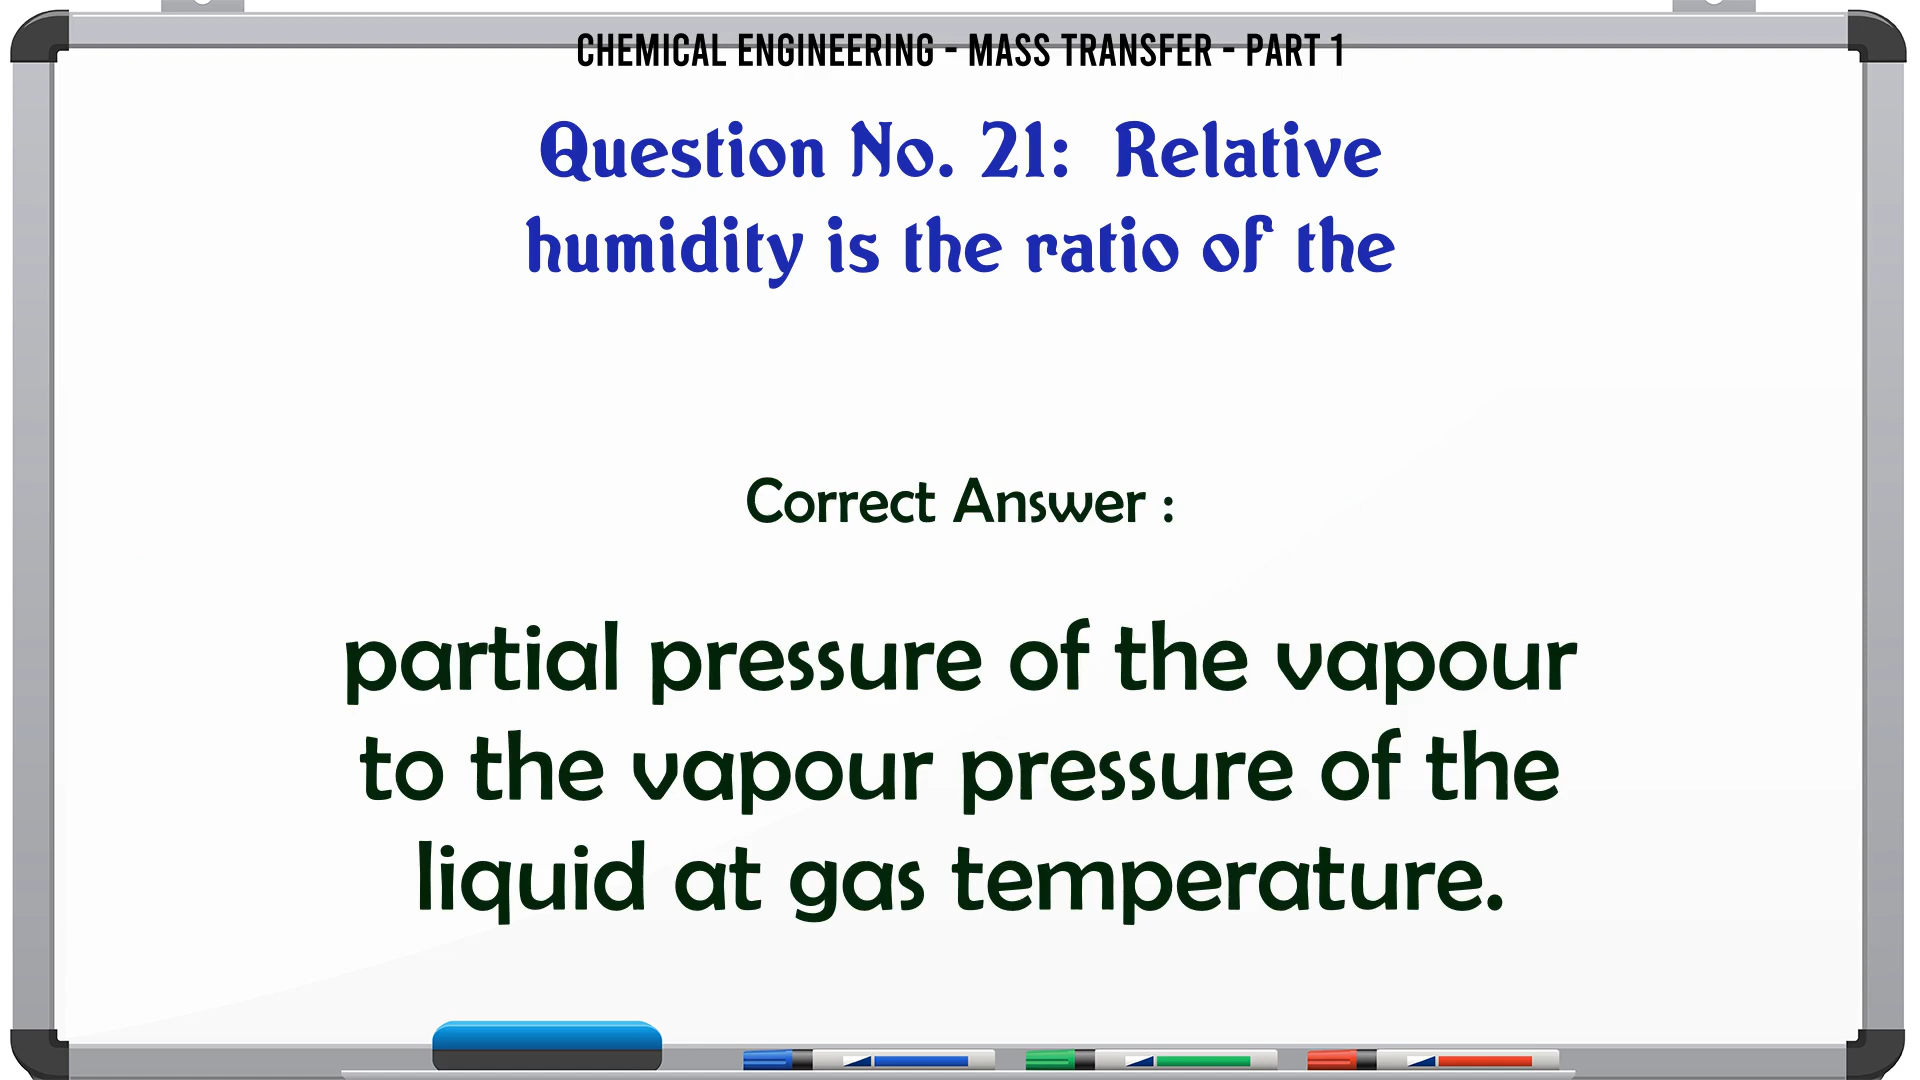 CHEMICAL ENGINEERING - MASS TRANSFER - PART 1
Question No. 21: Relative
humidity is the ratio of the
Correct Answer :
partial pressure of the vapour
to the vapour pressure of the
liquid at gas temperature.